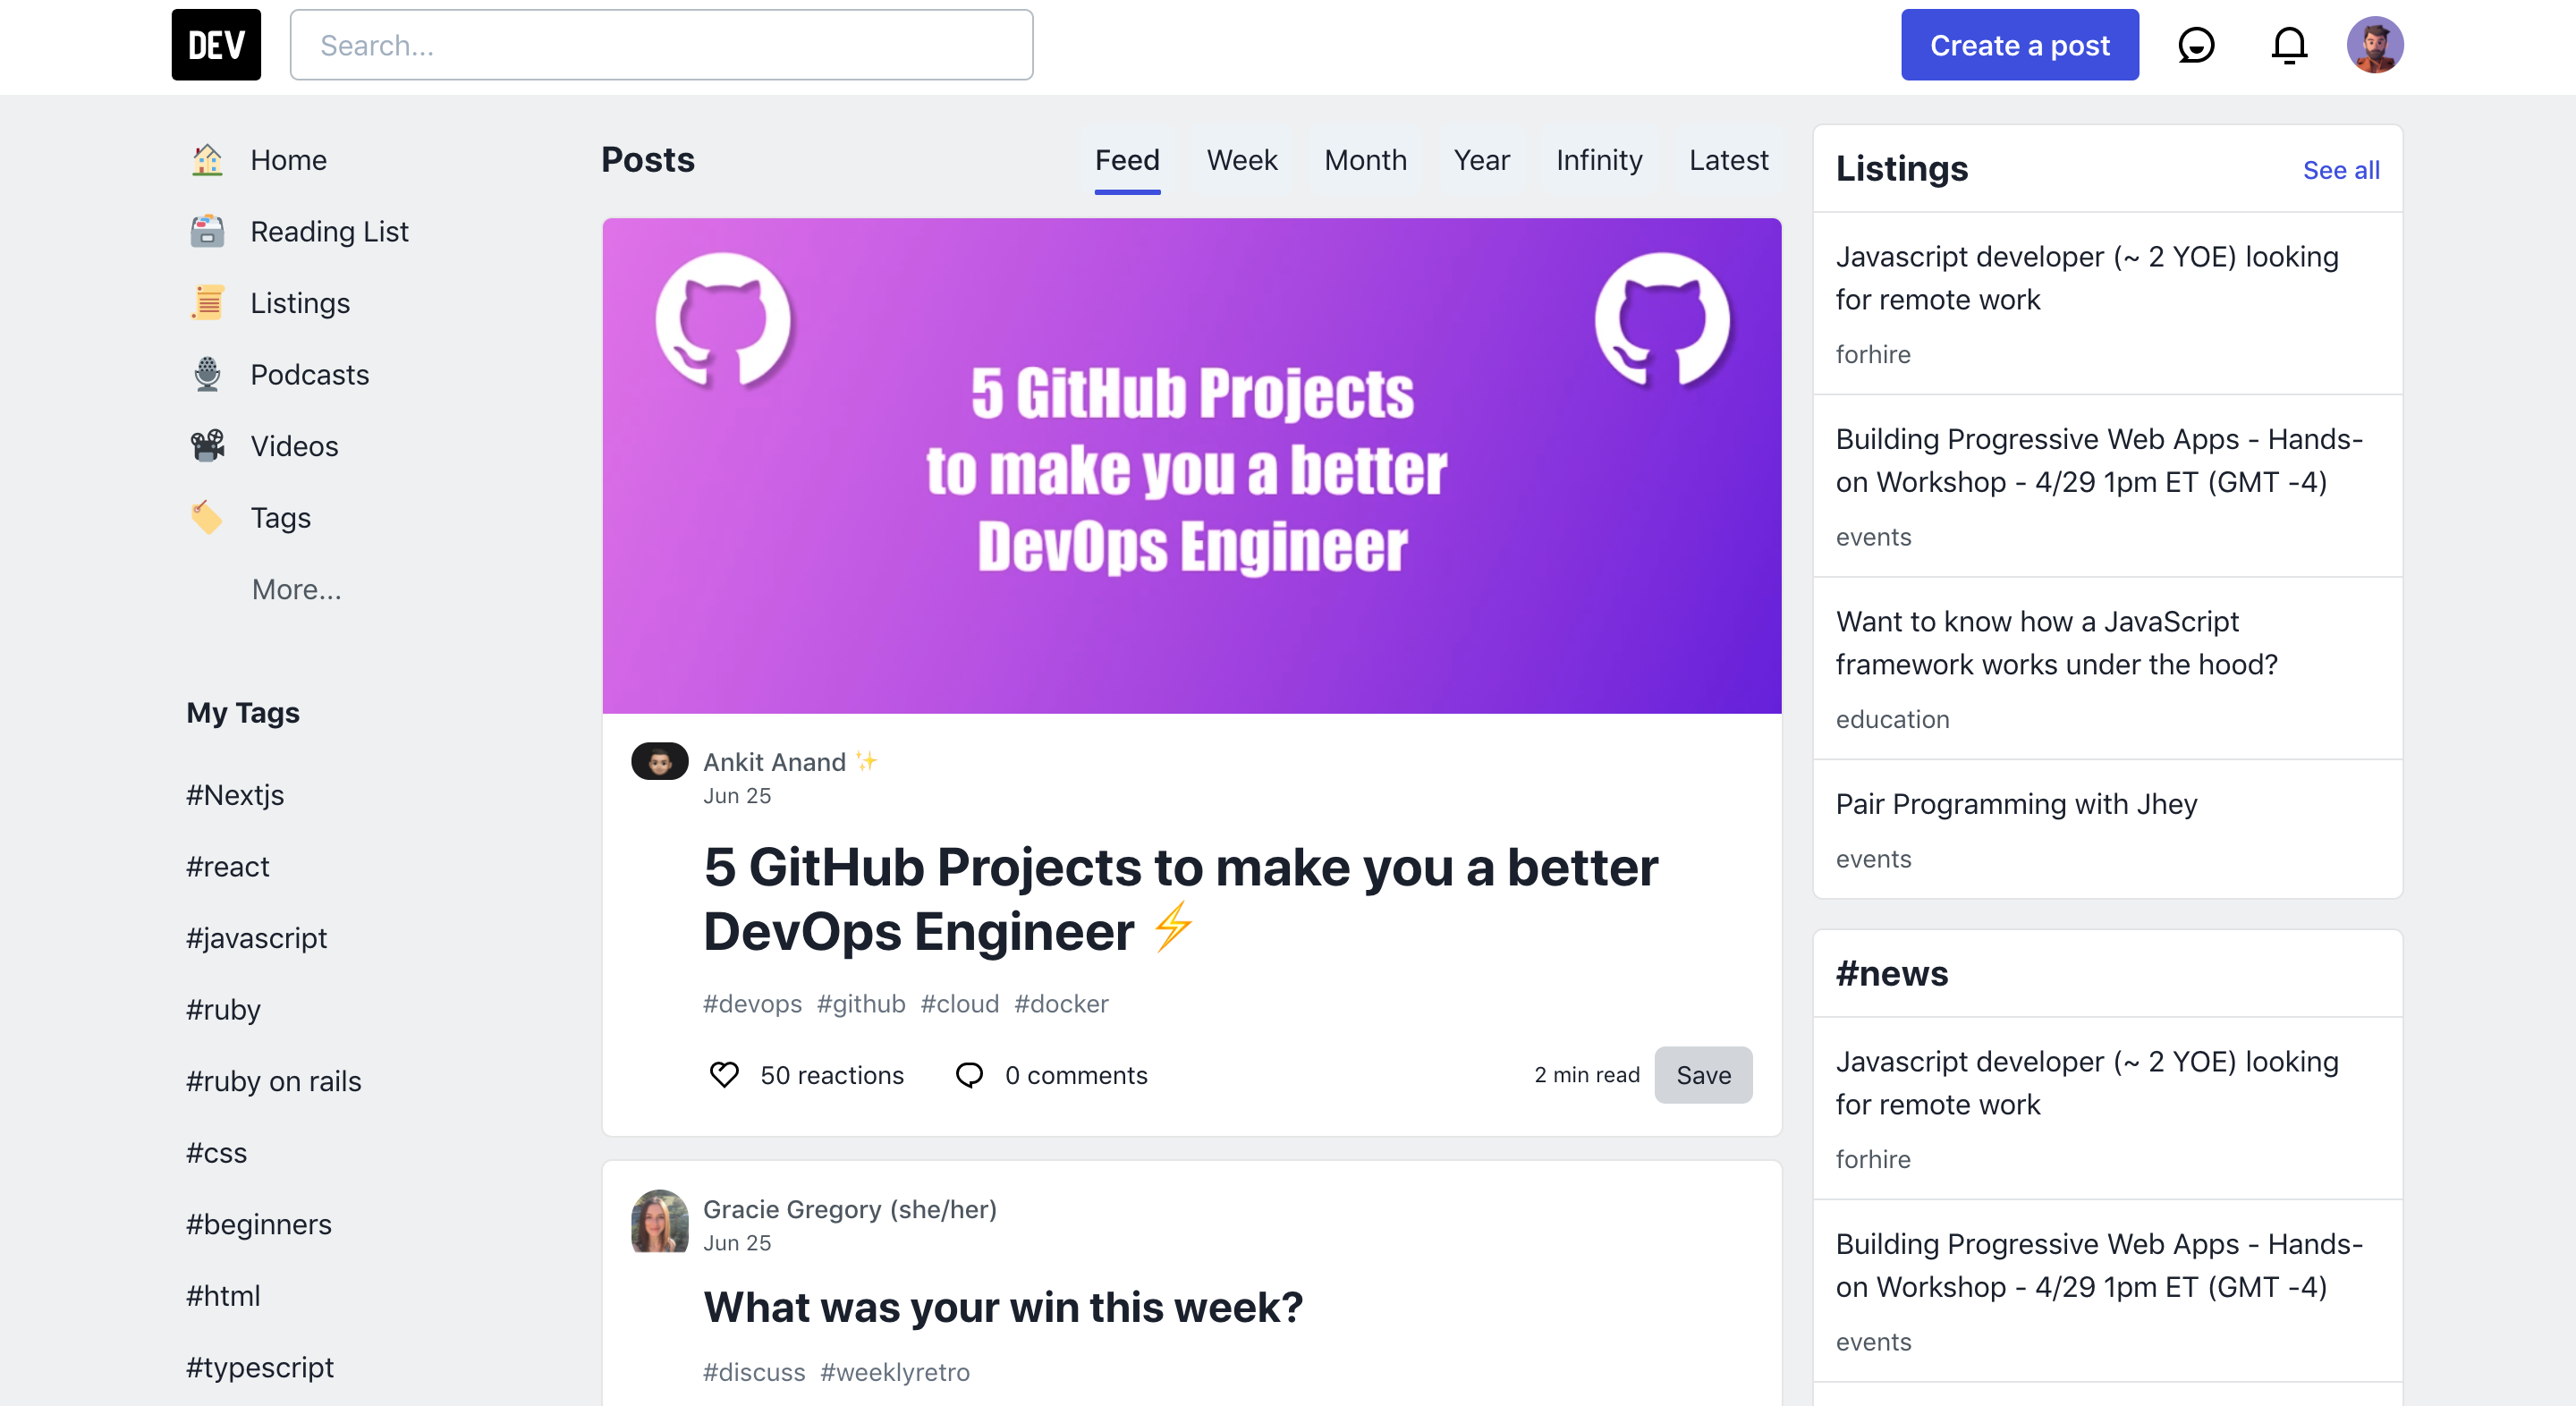 DEV
Search...
Create a post
Home
Reading List
Listings
Podcasts
Videos
Tags
More...
My Tags
#Nextjs
#react
#javascript
#ruby
#ruby on rails
#css
#beginners
#html
#typescript
Posts
Feed Week Month Year Infinity Latest
5 GitHub Projects
to make you a better
DevOps Engineer
Ankit Anand ✨
Jun 25
5 GitHub Projects to make you a better
DevOps Engineer ⚡
#devops #github #cloud #docker
50 reactions 0 comments 2 min read Save
Gracie Gregory (she/her)
Jun 25
What was your win this week?
#discuss #weeklyretro
Listings See all
Javascript developer (~ 2 YOE) looking
for remote work
forhire
Building Progressive Web Apps - Hands-
on Workshop - 4/29 1pm ET (GMT -4)
events
Want to know how a JavaScript
framework works under the hood?
education
Pair Programming with Jhey
events
#news
Javascript developer (~ 2 YOE) looking
for remote work
forhire
Building Progressive Web Apps - Hands-
on Workshop - 4/29 1pm ET (GMT -4)
events